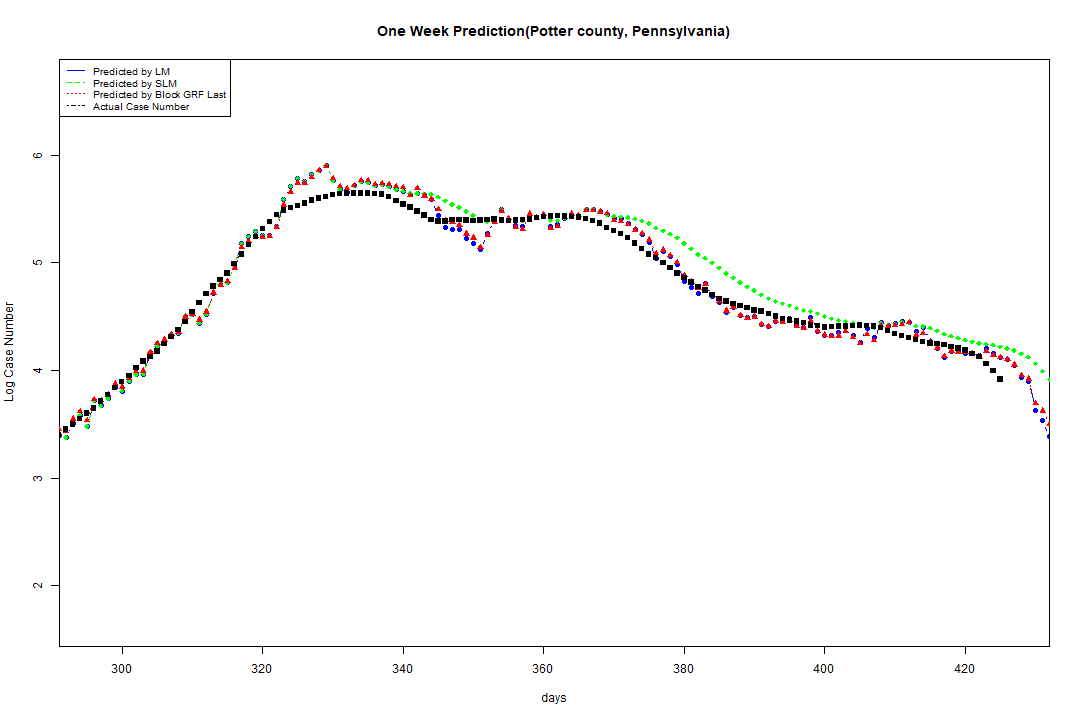 One Week Prediction(Potter county, Pennsylvania)
Predicted by LM
Predicted by SLM
Predicted by Block GRF Last
Actual Case Number
6
5
4
3
2
Log Case Number
300 320 340 360 380 400 420
days